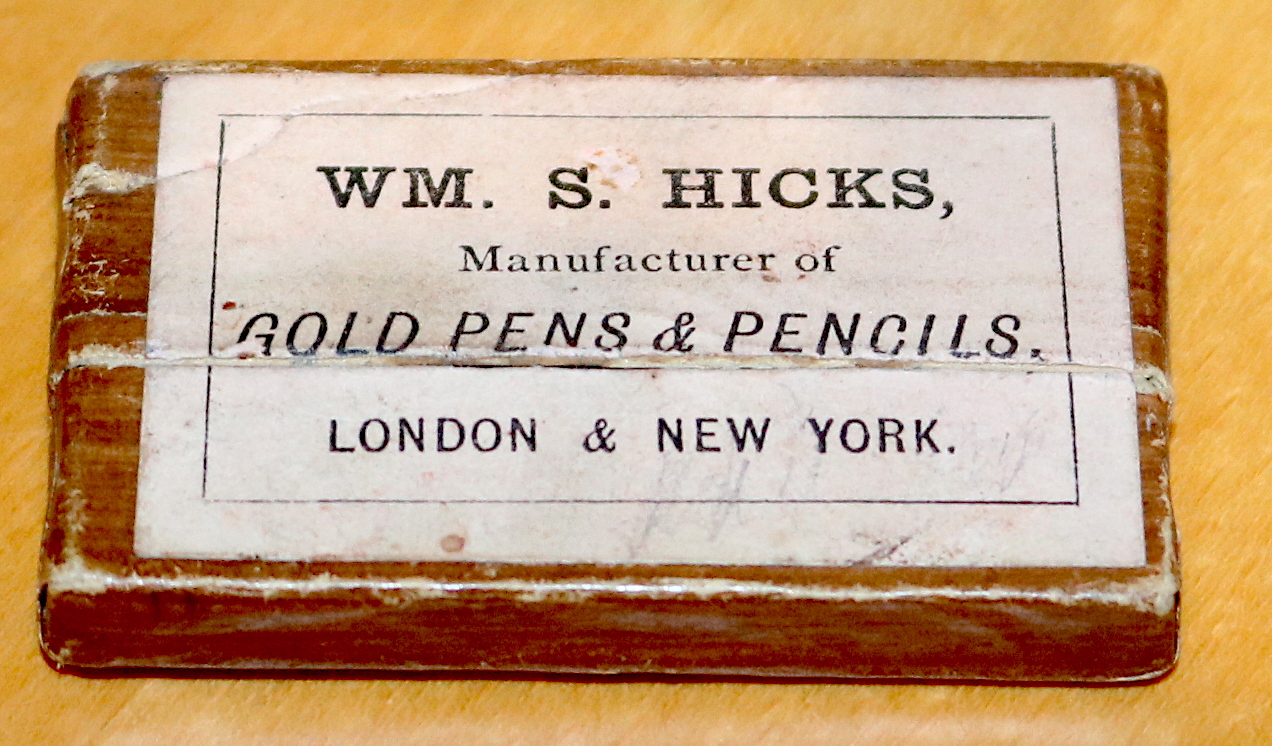 WM. S. HICKS,
Manufacturer of
GOLD PENS & PENCILS.
LONDON & NEW YORK.